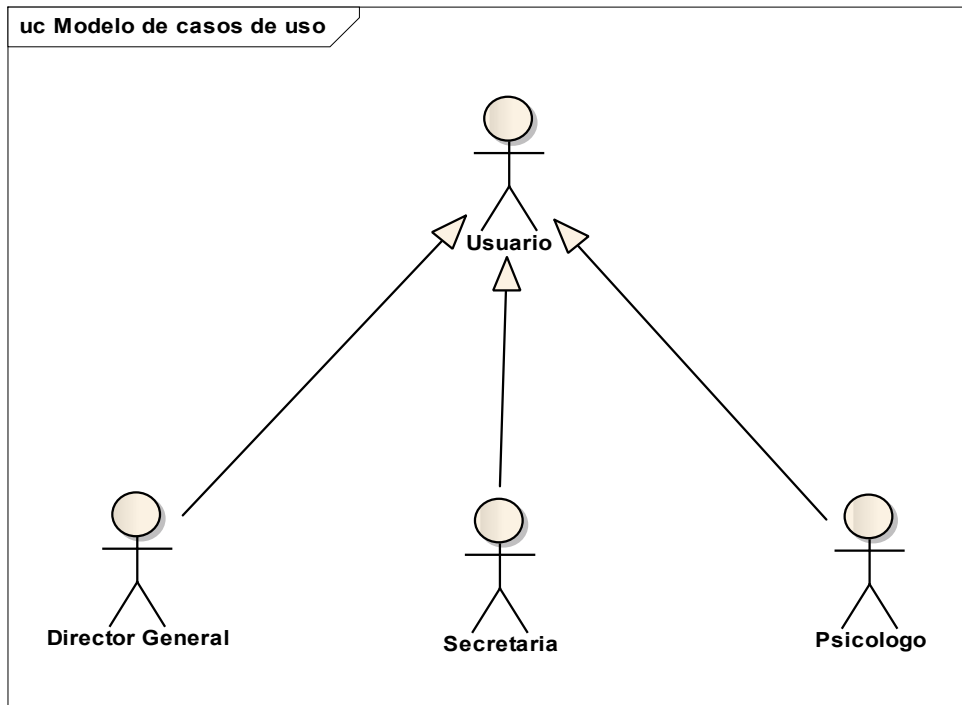 uc Modelo de casos de uso
Usuario
Director General
Secretaria
Psicologo